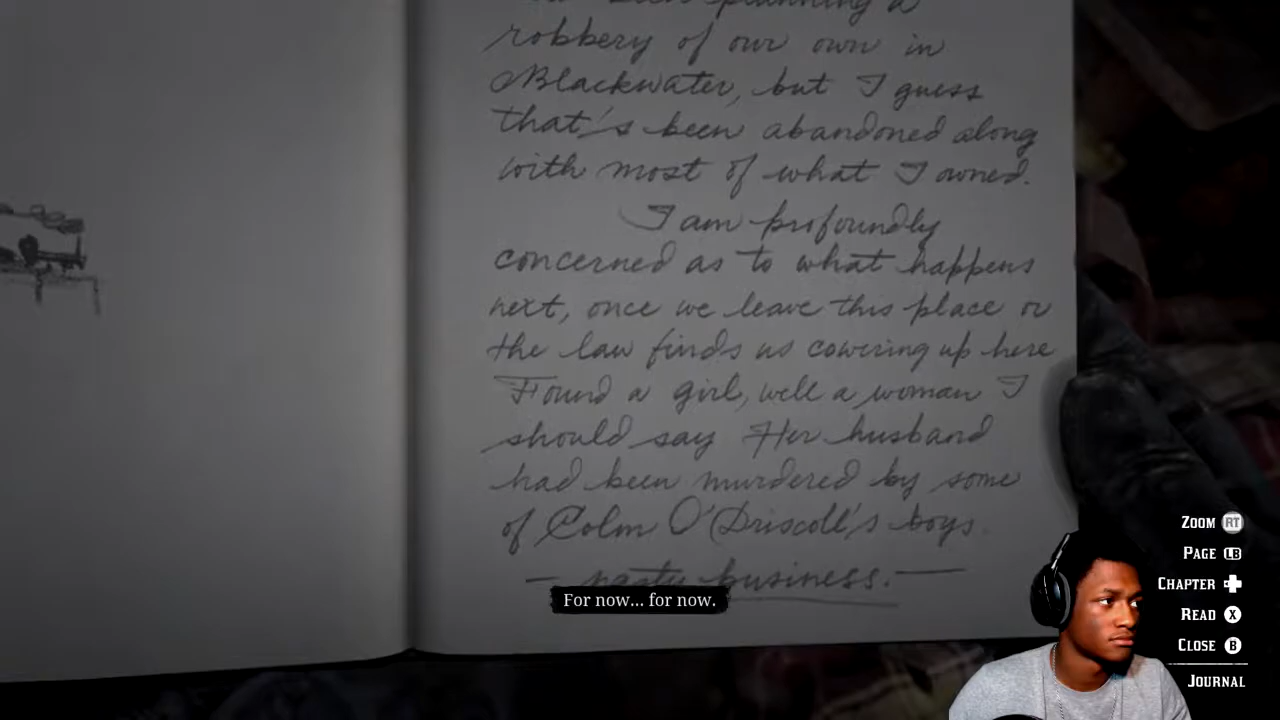 been planning a
robbery of our own in
Blackwater, but I guess
that's been abandoned along
with most of what I owned.
I am profoundly
concerned as to what happens
next, once we leave this place or
the law finds us cowering up here
Found a girl, well a woman I
should say Her husband
had been murdered by some
of Colm O'Driscoll's boys.
— nasty business. —
For now... for now.
ZOOM RT
PAGE LB
CHAPTER
READ X
CLOSE B
JOURNAL